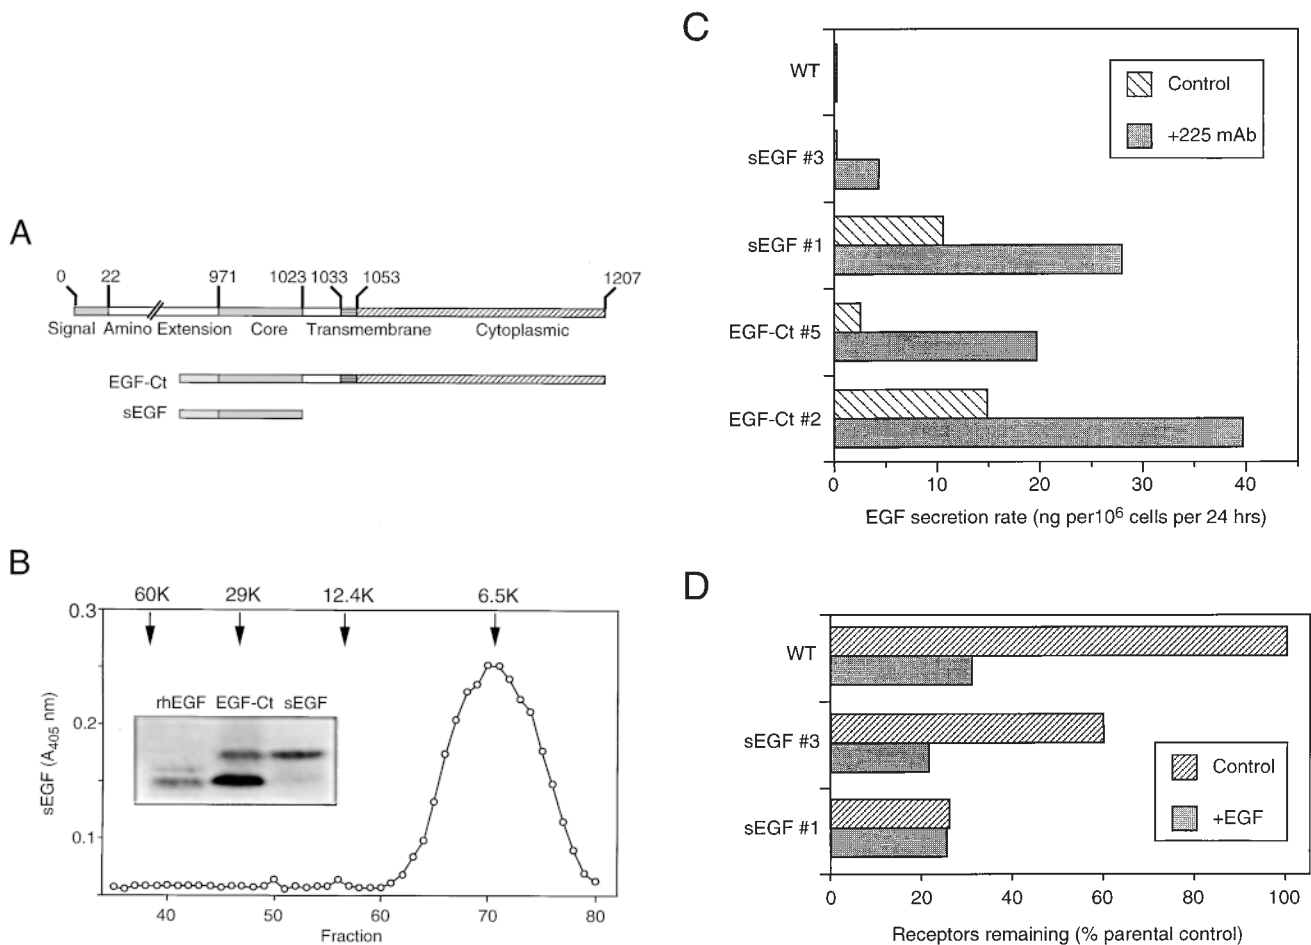 A
0 22 971 1023 1033 1053 1207
Signal Amino Extension Core Transmembrane Cytoplasmic
EGF-Ct
sEGF
B
60K 29K 12.4K 6.5K
0.3
0.2
0.1
sEGF (A405 nm)
rhEGF EGF-Ct sEGF
40 50 60 70 80
Fraction
C
WT
sEGF #3
sEGF #1
EGF-Ct #5
EGF-Ct #2
Control
+225 mAb
0 10 20 30 40
EGF secretion rate (ng per10⁶ cells per 24 hrs)
D
WT
sEGF #3
sEGF #1
Control
+EGF
0 20 40 60 80 100
Receptors remaining (% parental control)